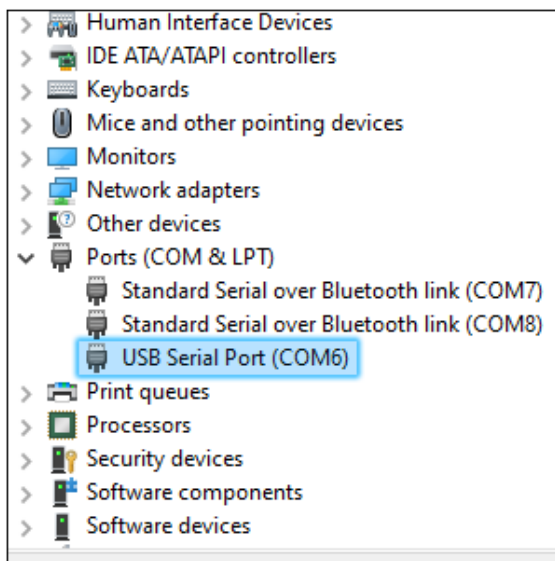 Human Interface Devices
IDE ATA/ATAPI controllers
Keyboards
Mice and other pointing devices
Monitors
Network adapters
Other devices
Ports (COM & LPT)
Standard Serial over Bluetooth link (COM7)
Standard Serial over Bluetooth link (COM8)
USB Serial Port (COM6)
Print queues
Processors
Security devices
Software components
Software devices